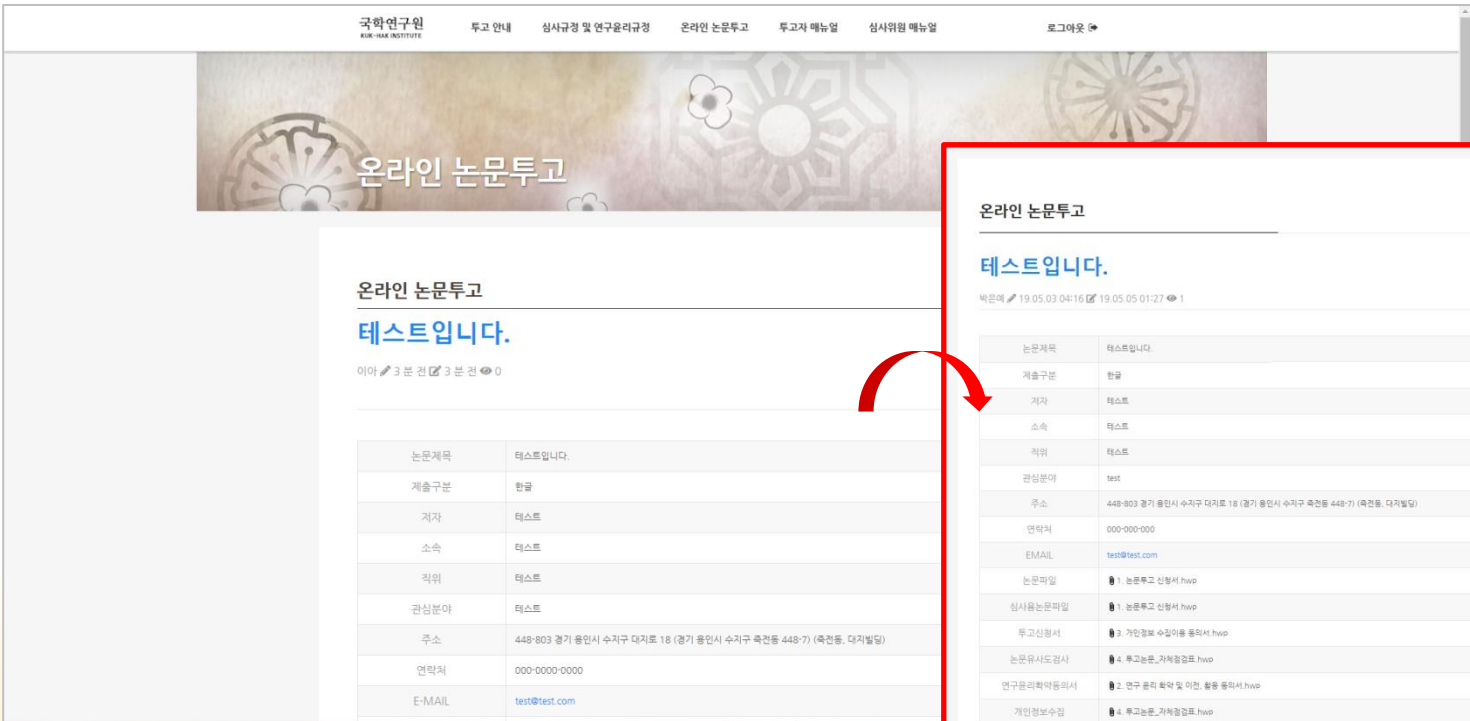 국학연구원
KUK-HAK INSTITUTE
투고 안내
심사규정 및 연구윤리규정
온라인 논문투고
투고자 매뉴얼
심사위원 매뉴얼
로그아웃
온라인 논문투고
온라인 논문투고
테스트입니다.
이아 3 분 전 3 분 전 0
논문제목 테스트입니다.
제출구분 한글
저자 테스트
소속 테스트
직위 테스트
관심분야 테스트
주소 448-803 경기 용인시 수지구 대지로 18 (경기 용인시 수지구 죽전동 448-7) (죽전동, 대지빌딩)
연락처 000-0000-0000
E-MAIL test@test.com
온라인 논문투고
테스트입니다.
박은예 19.05.03 04:16 19.05.05 01:27 1
논문제목 테스트입니다.
제출구분 한글
저자 테스트
소속 테스트
직위 테스트
관심분야 test
주소 448-803 경기 용인시 수지구 대지로 18 (경기 용인시 수지구 죽전동 448-7) (죽전동, 대지빌딩)
연락처 000-000-000
EMAIL test@test.com
논문파일 1. 논문투고 신청서.hwp
심사용논문파일 1. 논문투고 신청서.hwp
투고신청서 3. 개인정보 수집이용 동의서.hwp
논문유사도검사 4. 투고논문_자체점검표.hwp
연구윤리확약동의서 2. 연구 윤리 확약 및 이전, 활용 동의서.hwp
개인정보수집 4. 투고논문_자체점검표.hwp